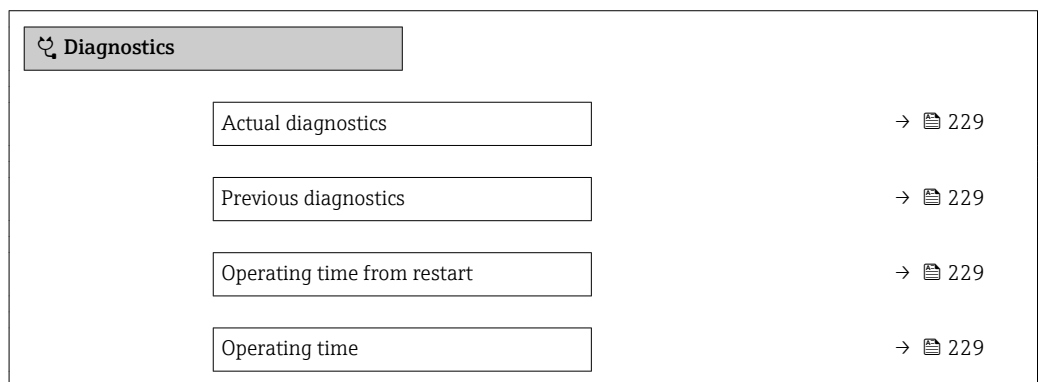 Diagnostics
Actual diagnostics → 229
Previous diagnostics → 229
Operating time from restart → 229
Operating time → 229